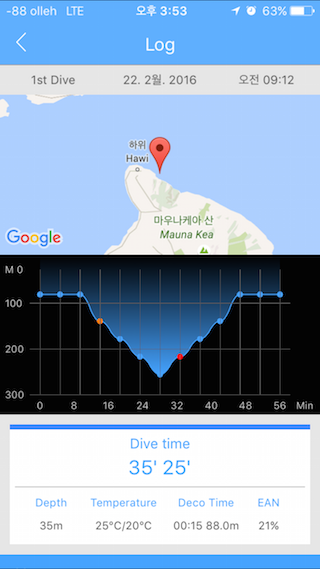 -88 olleh LTE 오후 3:53 63%
Log
1st Dive 22. 2월. 2016 오전 09:12
하위
Hawi
마우나케아 산
Mauna Kea
Google
M 0
100
200
300
0 8 16 24 32 40 48 56 Min
Dive time
35' 25'
Depth Temperature Deco Time EAN
35m 25°C/20°C 00:15 88.0m 21%